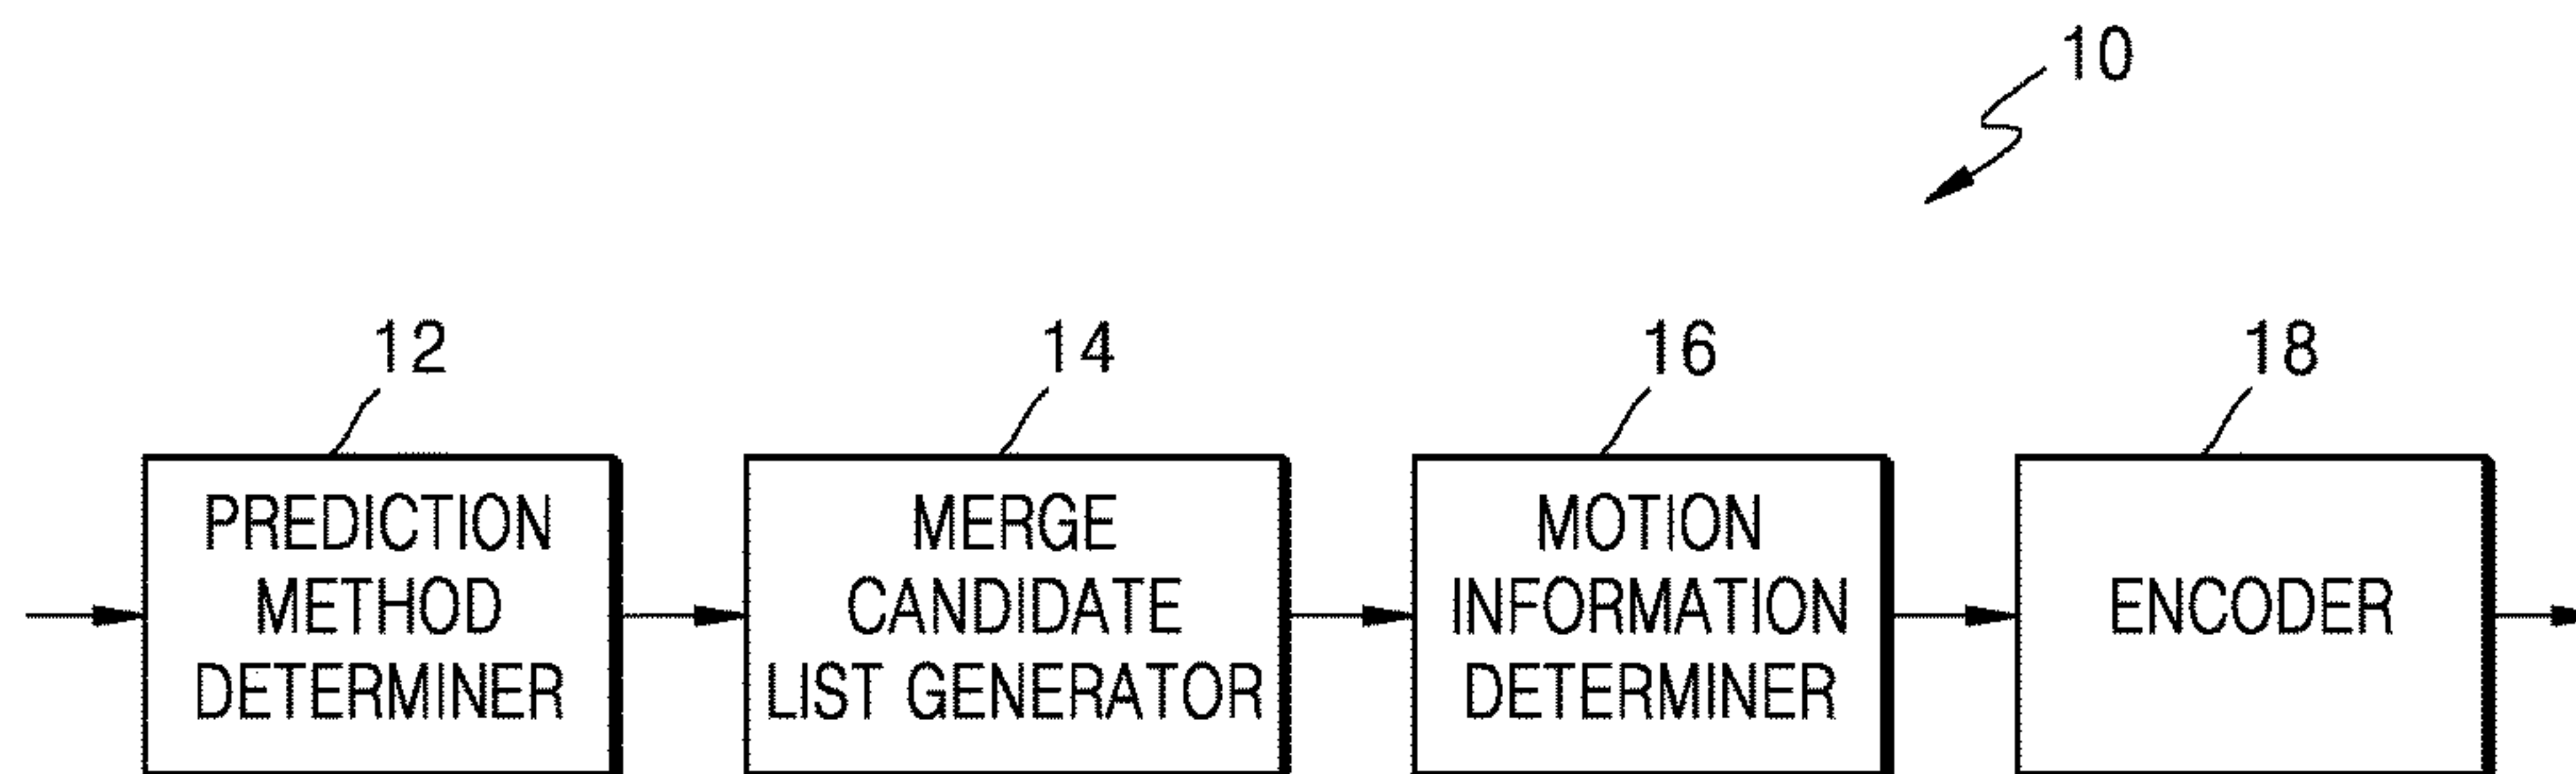 10
12
14
16
18
PREDICTION
METHOD
DETERMINER
MERGE
CANDIDATE
LIST GENERATOR
MOTION
INFORMATION
DETERMINER
ENCODER